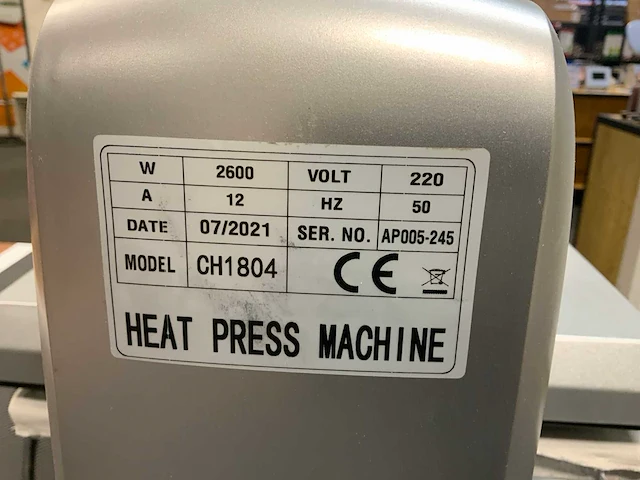 W 2600 VOLT 220
A 12 HZ 50
DATE 07/2021 SER. NO. AP005-245
MODEL CH1804 CE
HEAT PRESS MACHINE